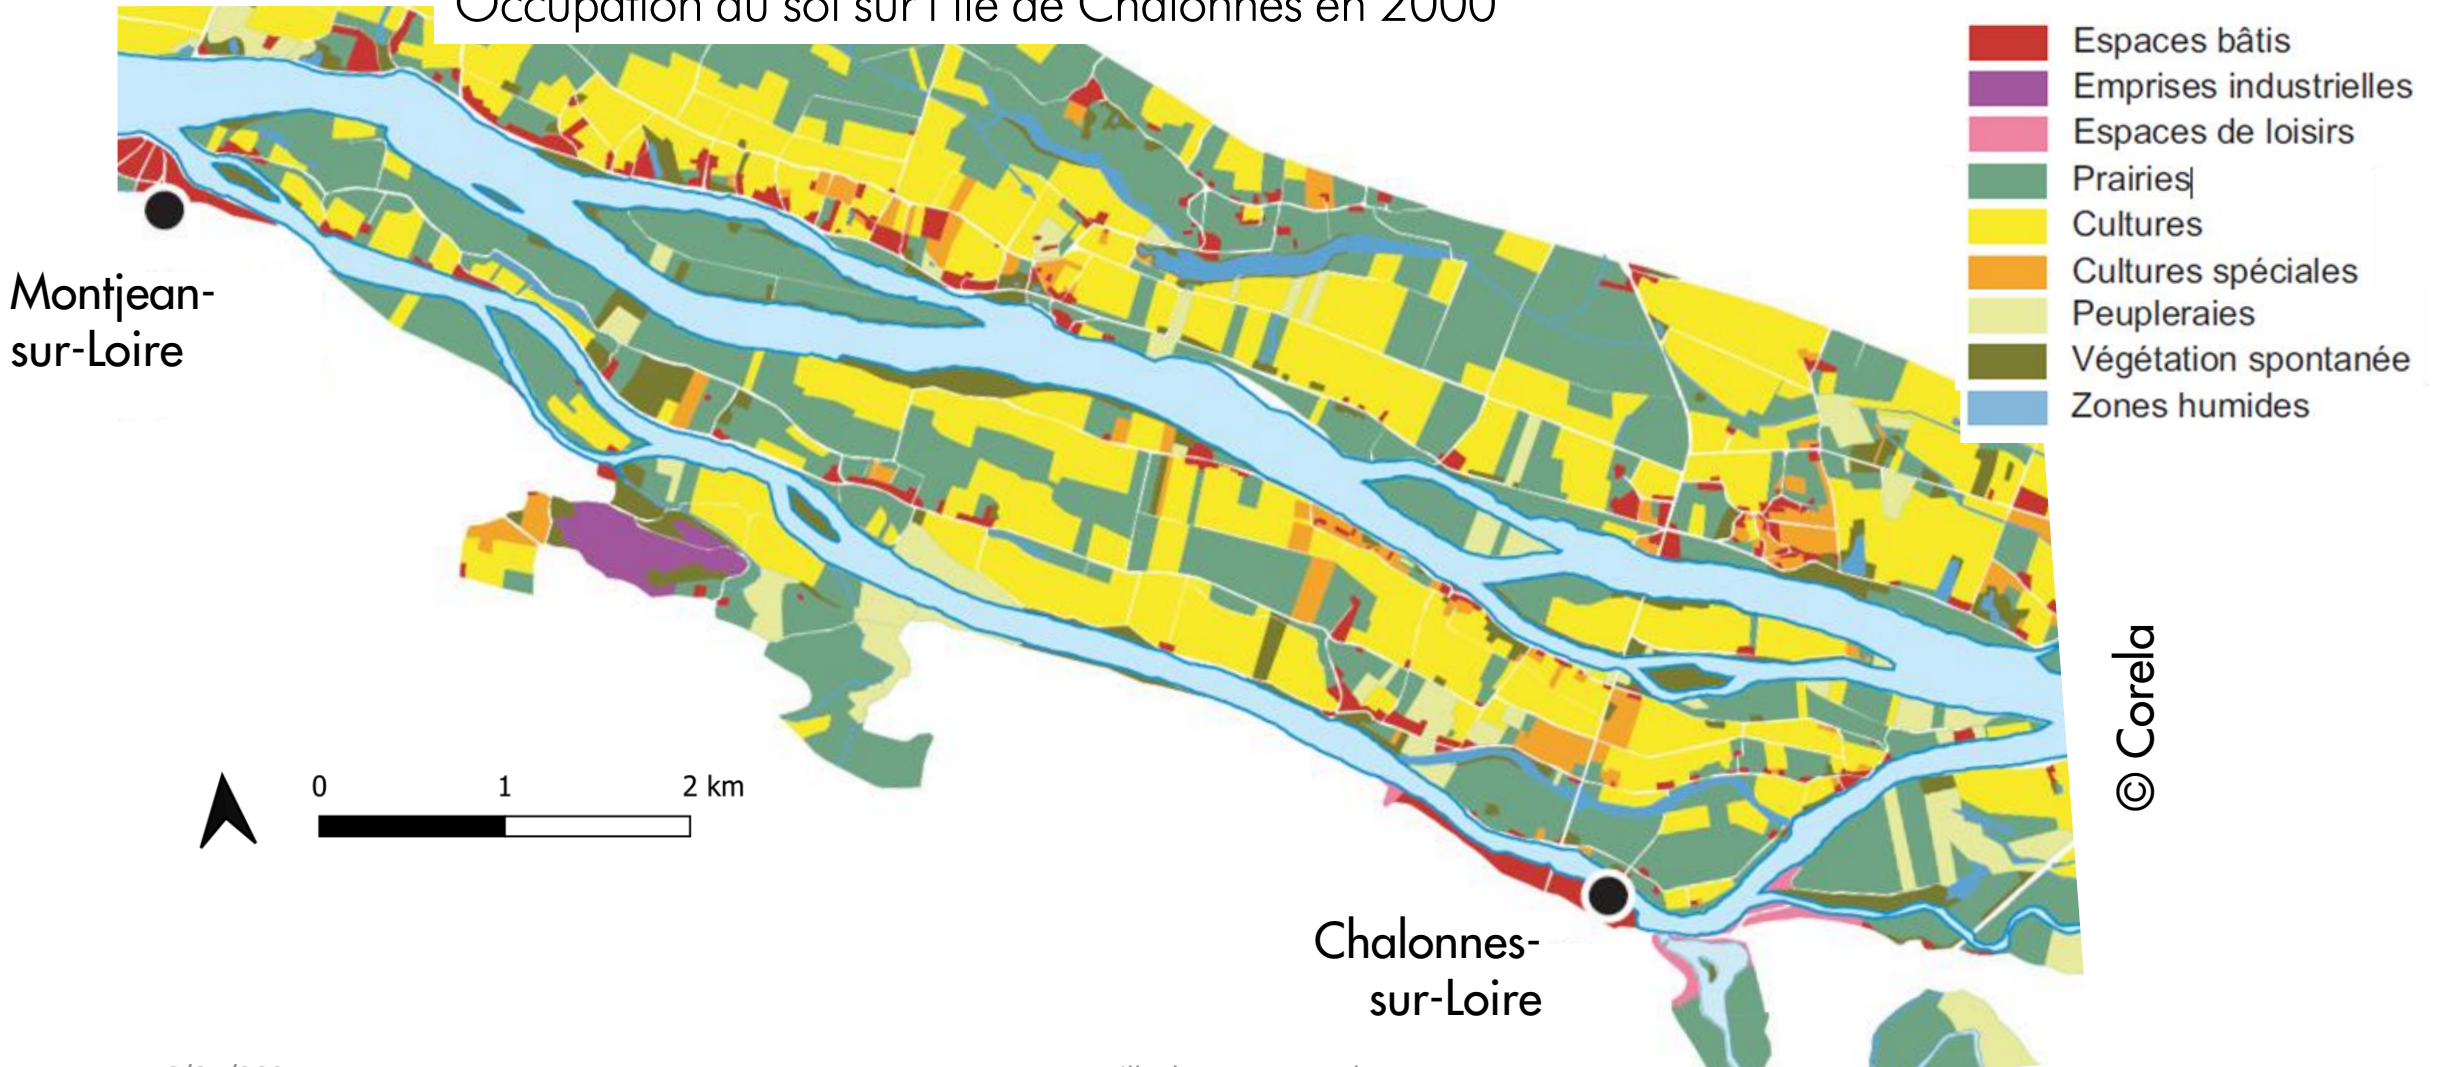 Occupation du sol sur l'île de Chalonnes en 2000
Espaces bâtis
Emprises industrielles
Espaces de loisirs
Prairies
Cultures
Cultures spéciales
Peupleraies
Végétation spontanée
Zones humides
Montjean-
sur-Loire
0 1 2 km
Chalonnes-
sur-Loire
© Corela